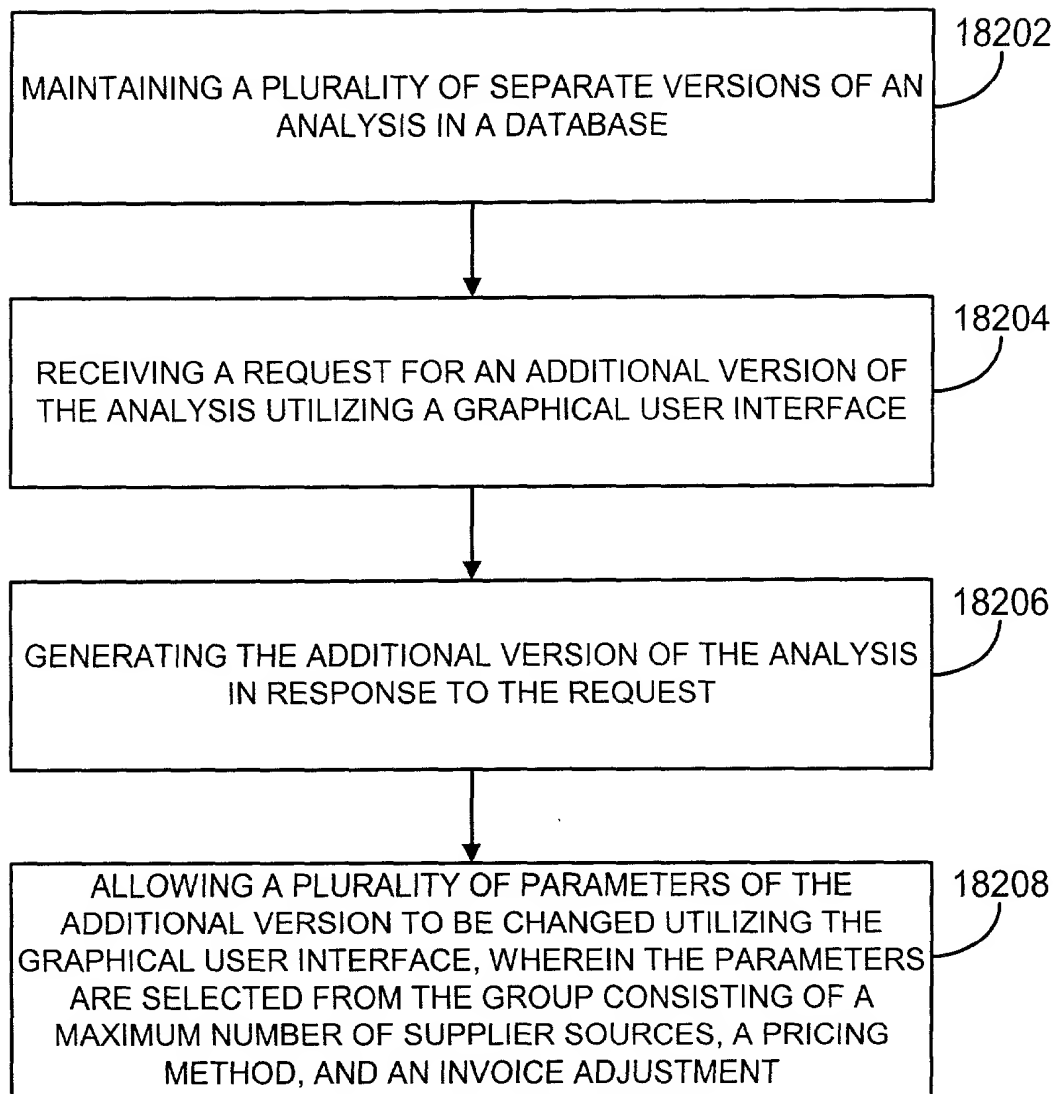 18202
MAINTAINING A PLURALITY OF SEPARATE VERSIONS OF AN
ANALYSIS IN A DATABASE
18204
RECEIVING A REQUEST FOR AN ADDITIONAL VERSION OF
THE ANALYSIS UTILIZING A GRAPHICAL USER INTERFACE
18206
GENERATING THE ADDITIONAL VERSION OF THE ANALYSIS
IN RESPONSE TO THE REQUEST
18208
ALLOWING A PLURALITY OF PARAMETERS OF THE
ADDITIONAL VERSION TO BE CHANGED UTILIZING THE
GRAPHICAL USER INTERFACE, WHEREIN THE PARAMETERS
ARE SELECTED FROM THE GROUP CONSISTING OF A
MAXIMUM NUMBER OF SUPPLIER SOURCES, A PRICING
METHOD, AND AN INVOICE ADJUSTMENT